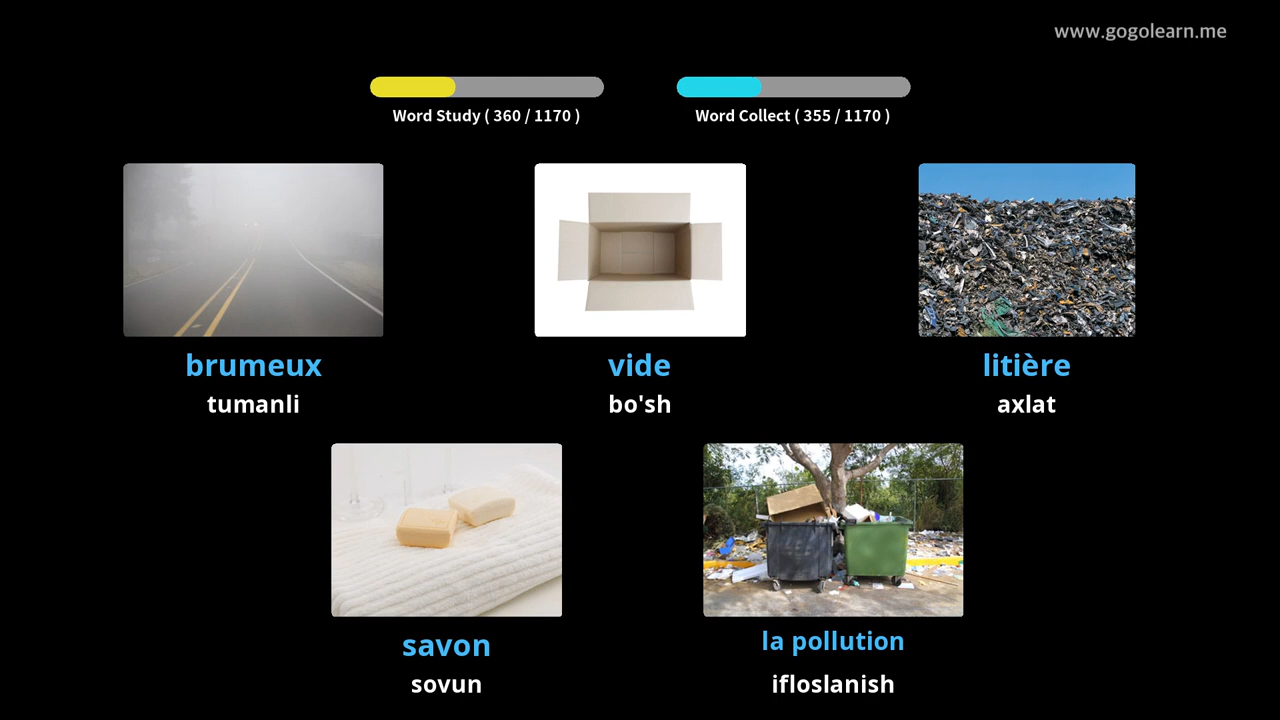 www.gogolearn.me
Word Study ( 360 / 1170 )
Word Collect ( 355 / 1170 )
brumeux
tumanli
vide
bo'sh
litière
axlat
savon
sovun
la pollution
ifloslanish